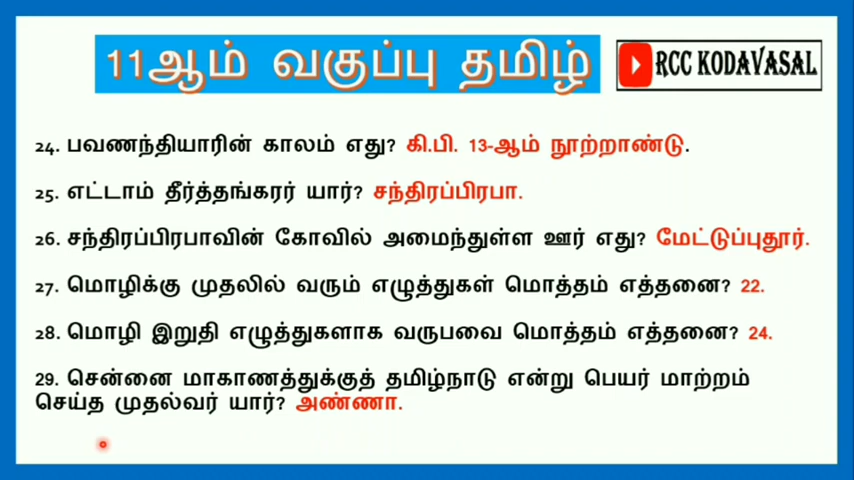 11ஆம் வகுப்பு தமிழ்
RCC KODAVASAL
24. பவணந்தியாரின் காலம் எது? கி.பி. 13-ஆம் நூற்றாண்டு.
25. எட்டாம் தீர்த்தங்கரர் யார்? சந்திரப்பிரபா.
26. சந்திரப்பிரபாவின் கோவில் அமைந்துள்ள ஊர் எது? மேட்டுப்புதூர்.
27. மொழிக்கு முதலில் வரும் எழுத்துகள் மொத்தம் எத்தனை? 22.
28. மொழி இறுதி எழுத்துகளாக வருபவை மொத்தம் எத்தனை? 24.
29. சென்னை மாகாணத்துக்குத் தமிழ்நாடு என்று பெயர் மாற்றம்
செய்த முதல்வர் யார்? அண்ணா.